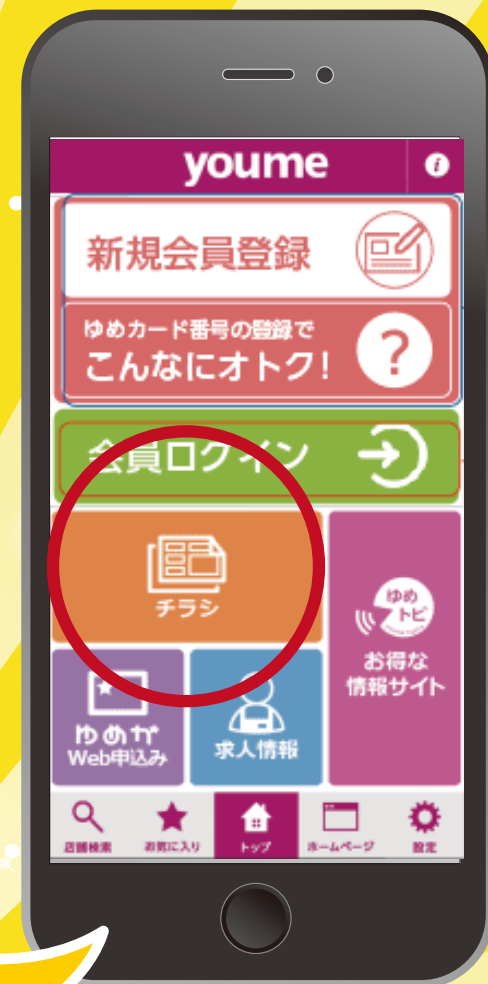 youme
i
新規会員登録
ゆめカード番号の登録で
こんなにオトク!
?
会員ログイン
チラシ
ゆめ
トピ
お得な
情報サイト
ゆめか
Web申込み
求人情報
店舗検索
お気に入り
トップ
ホームページ
設定